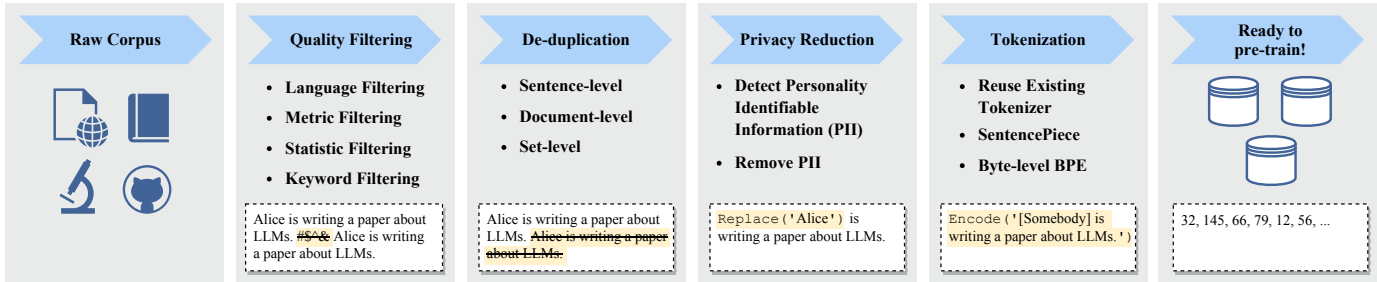 Raw Corpus
Quality Filtering
• Language Filtering
• Metric Filtering
• Statistic Filtering
• Keyword Filtering
Alice is writing a paper about
LLMs. #$^& Alice is writing
a paper about LLMs.
De-duplication
• Sentence-level
• Document-level
• Set-level
Alice is writing a paper about
LLMs. Alice is writing a paper
about LLMs.
Privacy Reduction
• Detect Personality
Identifiable
Information (PII)
• Remove PII
Replace('Alice') is
writing a paper about LLMs.
Tokenization
• Reuse Existing
Tokenizer
• SentencePiece
• Byte-level BPE
Encode('[Somebody] is
writing a paper about LLMs.')
Ready to
pre-train!
32, 145, 66, 79, 12, 56, ...